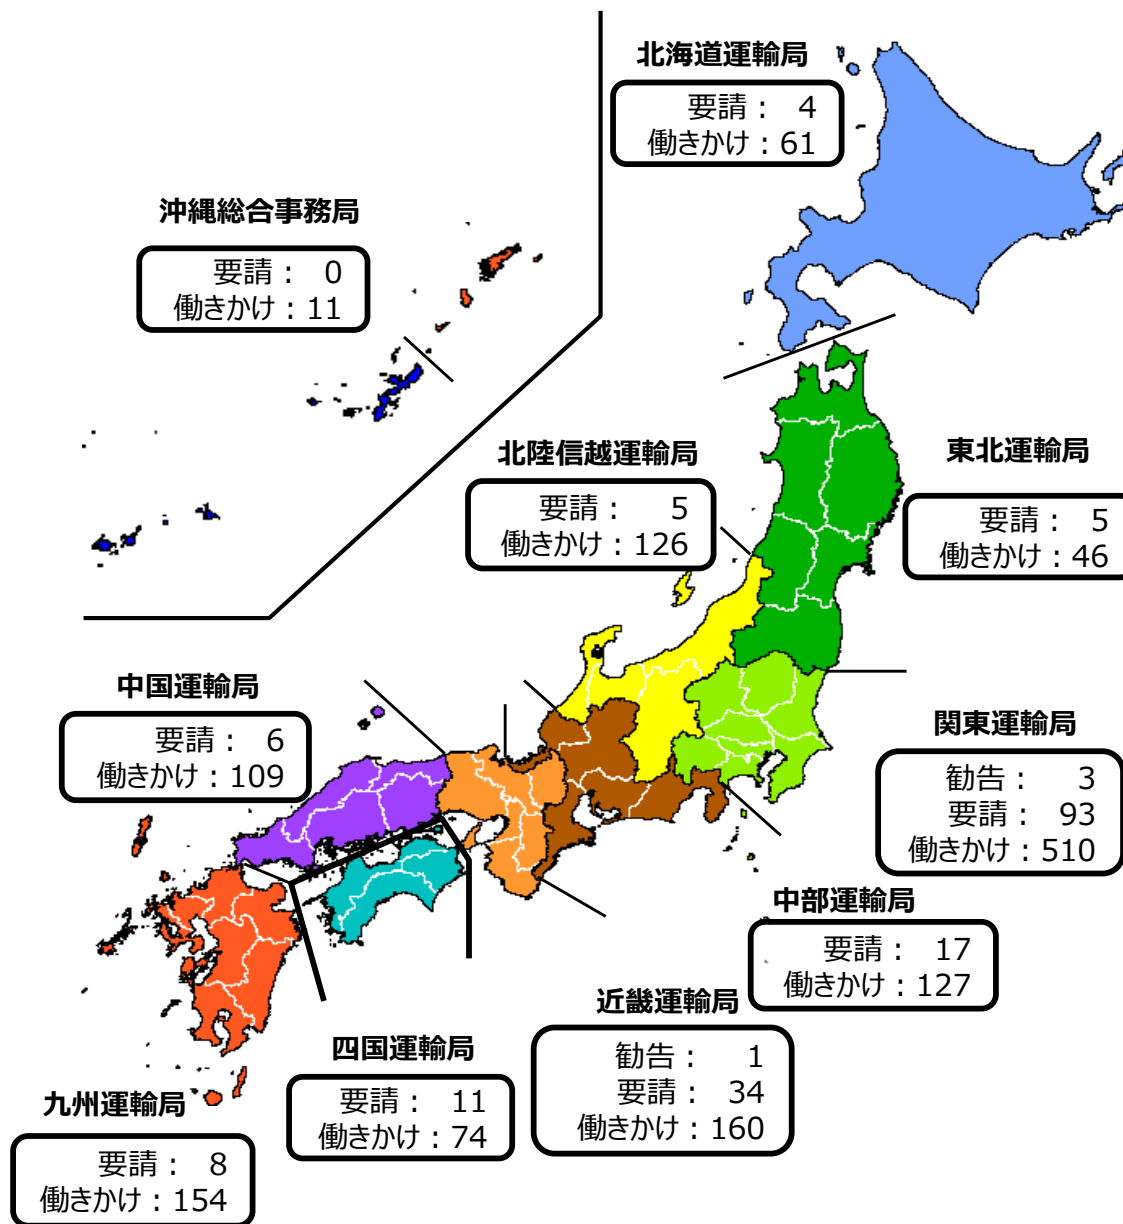 北海道運輸局
要請： 4
働きかけ：61
沖縄総合事務局
要請： 0
働きかけ：11
北陸信越運輸局
要請： 5
働きかけ：126
東北運輸局
要請： 5
働きかけ：46
中国運輸局
要請： 6
働きかけ：109
関東運輸局
勧告： 3
要請： 93
働きかけ：510
中部運輸局
要請： 17
働きかけ：127
近畿運輸局
勧告： 1
要請： 34
働きかけ：160
四国運輸局
要請： 11
働きかけ：74
九州運輸局
要請： 8
働きかけ：154